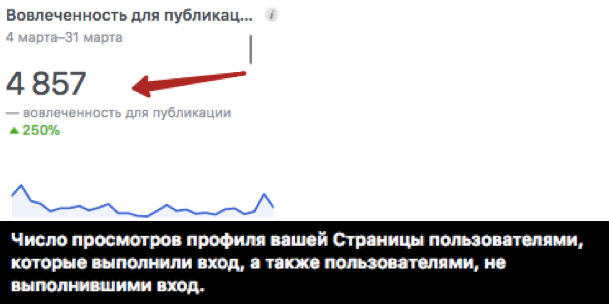 Вовлеченность для публикац... i
4 марта–31 марта
4 857
— вовлеченность для публикации
250%
Число просмотров профиля вашей Страницы пользователями,
которые выполнили вход, а также пользователями, не
выполнившими вход.